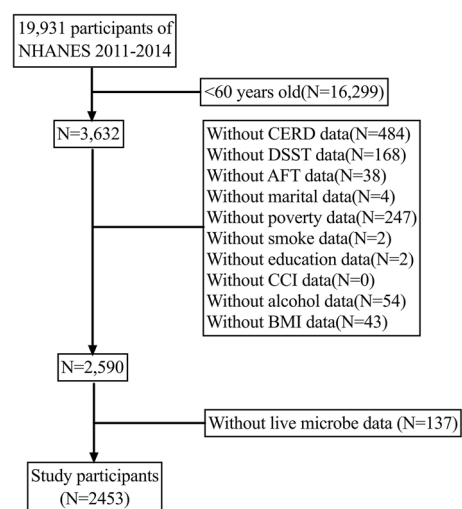 19,931 participants of
NHANES 2011-2014
<60 years old(N=16,299)
N=3,632
Without CERD data(N=484)
Without DSST data(N=168)
Without AFT data(N=38)
Without marital data(N=4)
Without poverty data(N=247)
Without smoke data(N=2)
Without education data(N=2)
Without CCI data(N=0)
Without alcohol data(N=54)
Without BMI data(N=43)
N=2,590
Without live microbe data (N=137)
Study participants
(N=2453)